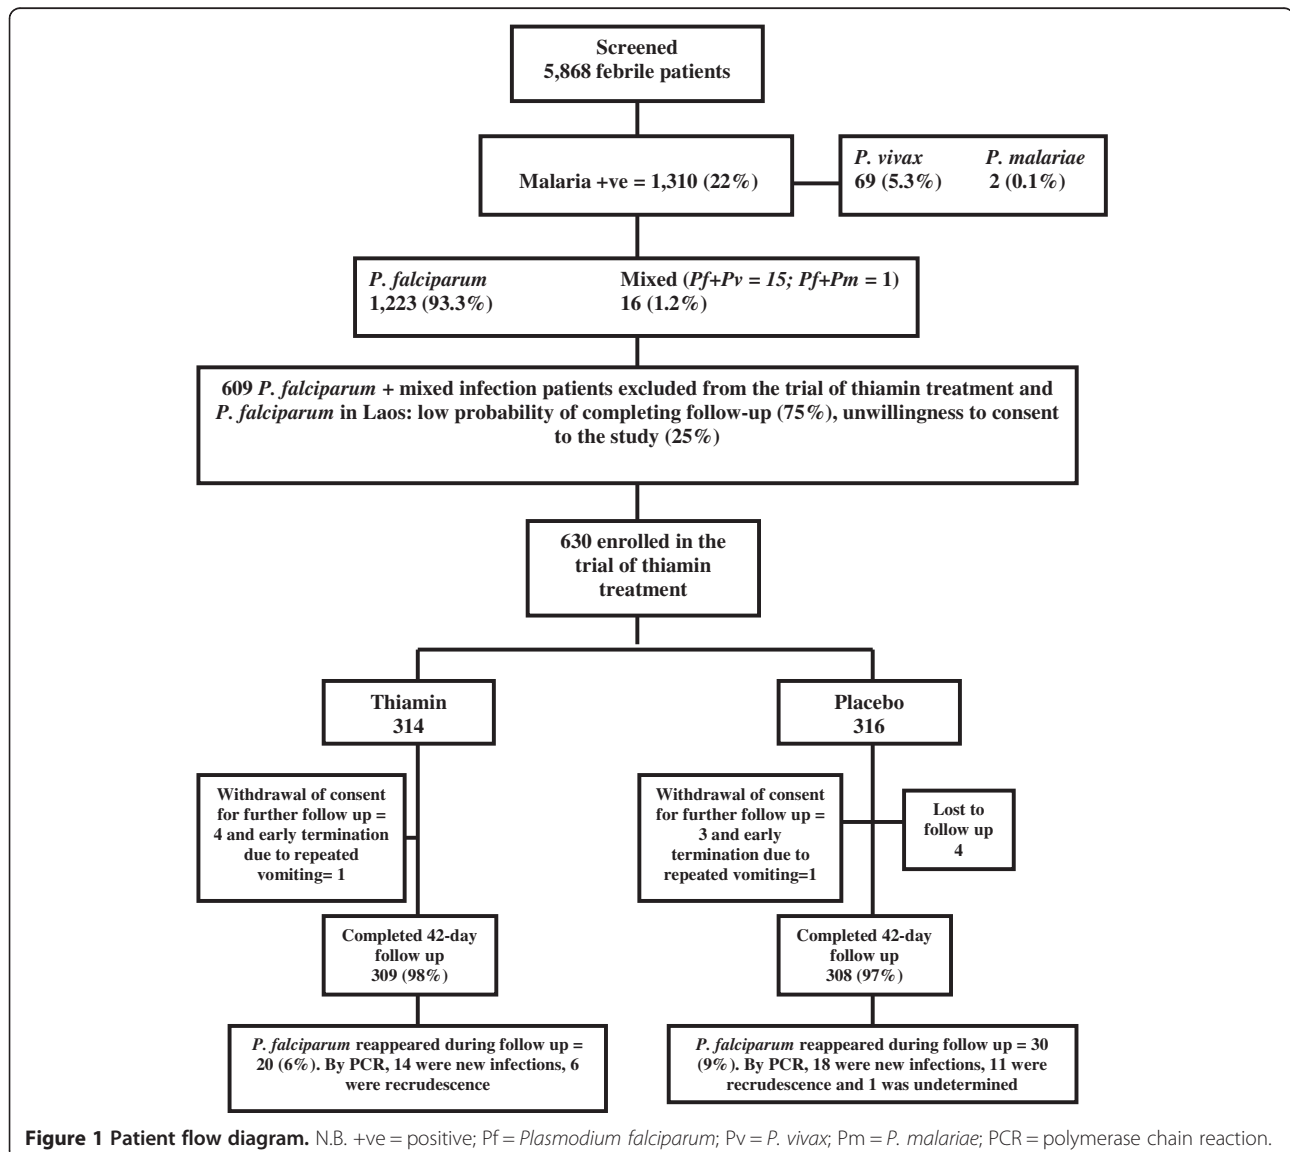 Screened
5,868 febrile patients
Malaria +ve = 1,310 (22%)
P. vivax P. malariae
69 (5.3%) 2 (0.1%)
P. falciparum Mixed (Pf+Pv = 15; Pf+Pm = 1)
1,223 (93.3%) 16 (1.2%)
609 P. falciparum + mixed infection patients excluded from the trial of thiamin treatment and
P. falciparum in Laos: low probability of completing follow-up (75%), unwillingness to consent
to the study (25%)
630 enrolled in the
trial of thiamin
treatment
Thiamin
314
Placebo
316
Withdrawal of consent
for further follow up =
4 and early termination
due to repeated
vomiting= 1
Withdrawal of consent
for further follow up =
3 and early
termination due to
repeated vomiting=1
Lost to
follow up
4
Completed 42-day
follow up
309 (98%)
Completed 42-day
follow up
308 (97%)
P. falciparum reappeared during follow up =
20 (6%). By PCR, 14 were new infections, 6
were recrudescence
P. falciparum reappeared during follow up = 30
(9%). By PCR, 18 were new infections, 11 were
recrudescence and 1 was undetermined
Figure 1 Patient flow diagram. N.B. +ve = positive; Pf = Plasmodium falciparum; Pv = P. vivax; Pm = P. malariae; PCR = polymerase chain reaction.